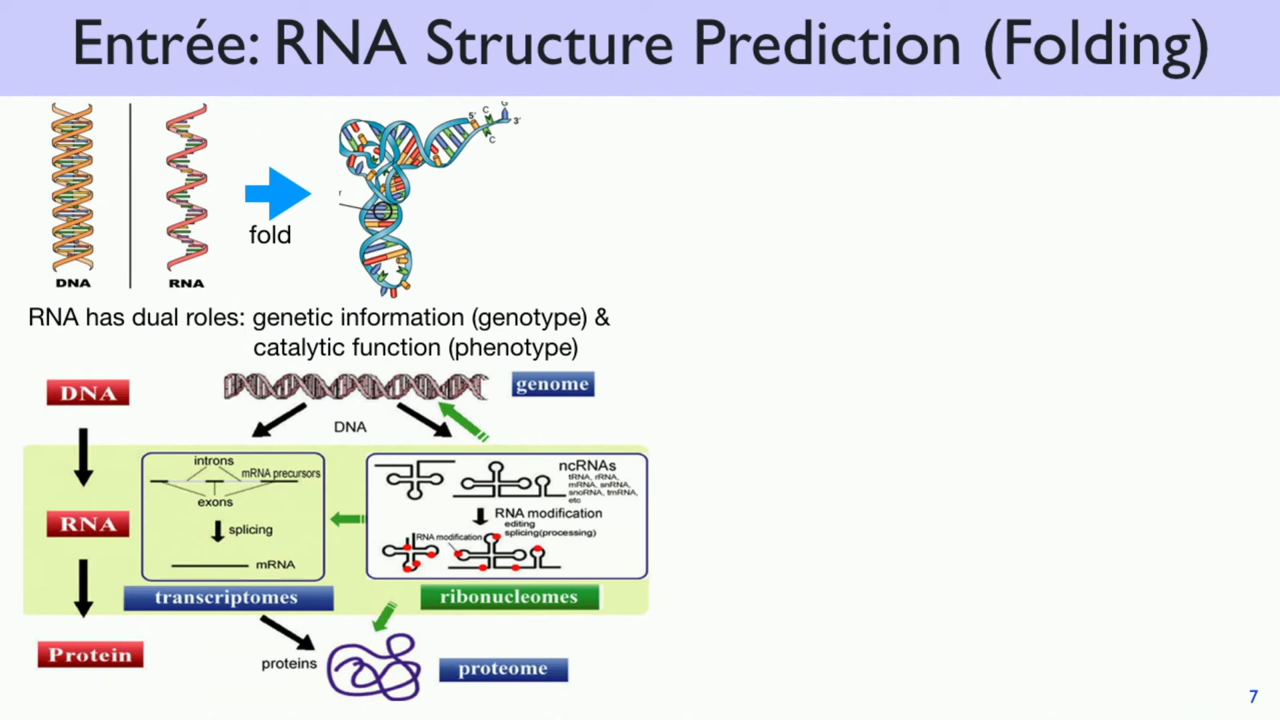 Entrée: RNA Structure Prediction (Folding)
5' C G 3'
C
r
fold
DNA RNA
RNA has dual roles: genetic information (genotype) &
catalytic function (phenotype)
DNA
genome
DNA
introns
mRNA precursors
exons
splicing
mRNA
transcriptomes
ncRNAs
tRNA, rRNA,
mRNA, snRNA,
snoRNA, tmRNA,
etc
RNA modification
editing
splicing(processing)
RNA modification
ribonucleomes
RNA
Protein
proteins
proteome
7